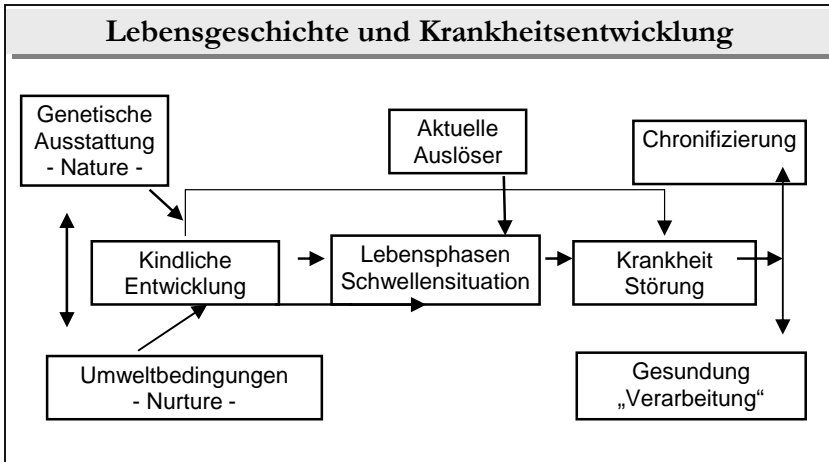 Lebensgeschichte und Krankheitsentwicklung
Genetische
Ausstattung
- Nature -
Aktuelle
Auslöser
Chronifizierung
Kindliche
Entwicklung
Lebensphasen
Schwellensituation
Krankheit
Störung
Umweltbedingungen
- Nurture -
Gesundung
„Verarbeitung“